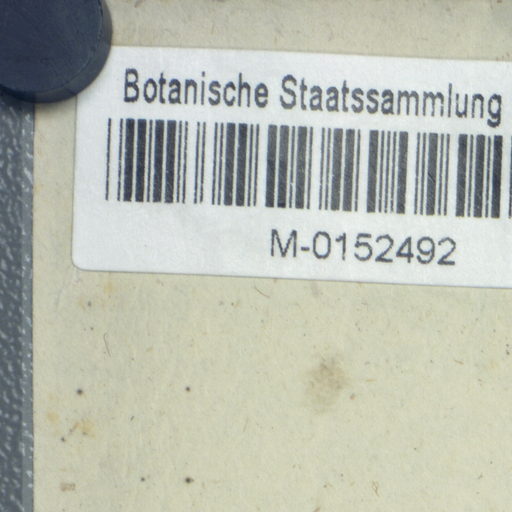 Botanische Staatssammlung
M-0152492